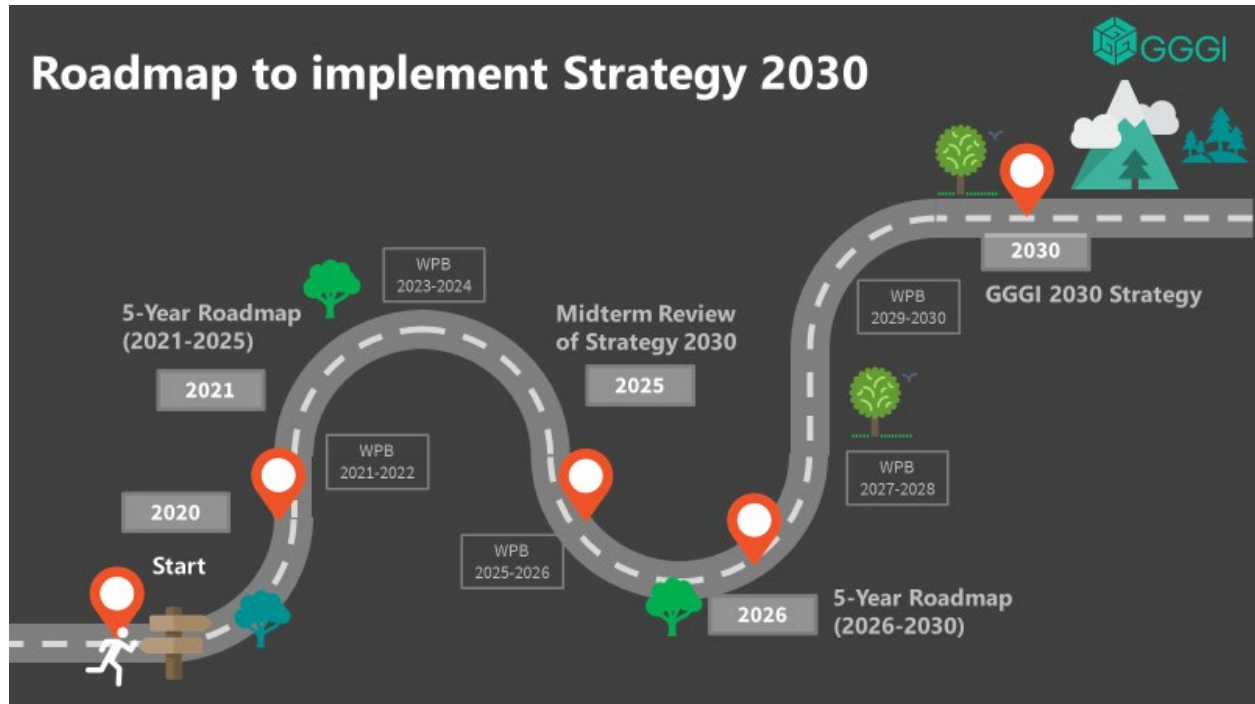 Roadmap to implement Strategy 2030
GGGI
2020
Start
5-Year Roadmap
(2021-2025)
2021
WPB
2021-2022
WPB
2023-2024
Midterm Review
of Strategy 2030
2025
WPB
2025-2026
2026
5-Year Roadmap
(2026-2030)
WPB
2027-2028
WPB
2029-2030
2030
GGGI 2030 Strategy